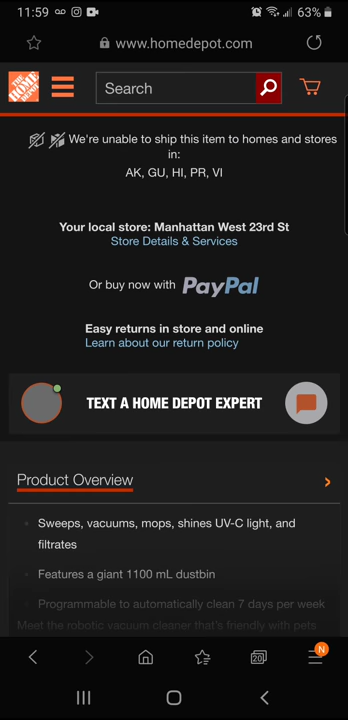 11:59
63%
www.homedepot.com
THE HOME DEPOT
Search
We're unable to ship this item to homes and stores
in:
AK, GU, HI, PR, VI
Your local store: Manhattan West 23rd St
Store Details & Services
Or buy now with PayPal
Easy returns in store and online
Learn about our return policy
TEXT A HOME DEPOT EXPERT
Product Overview
Sweeps, vacuums, mops, shines UV-C light, and
filtrates
Features a giant 1100 mL dustbin
Programmable to automatically clean 7 days per week
Meet the robotic vacuum cleaner that's friendly with pets
20
N